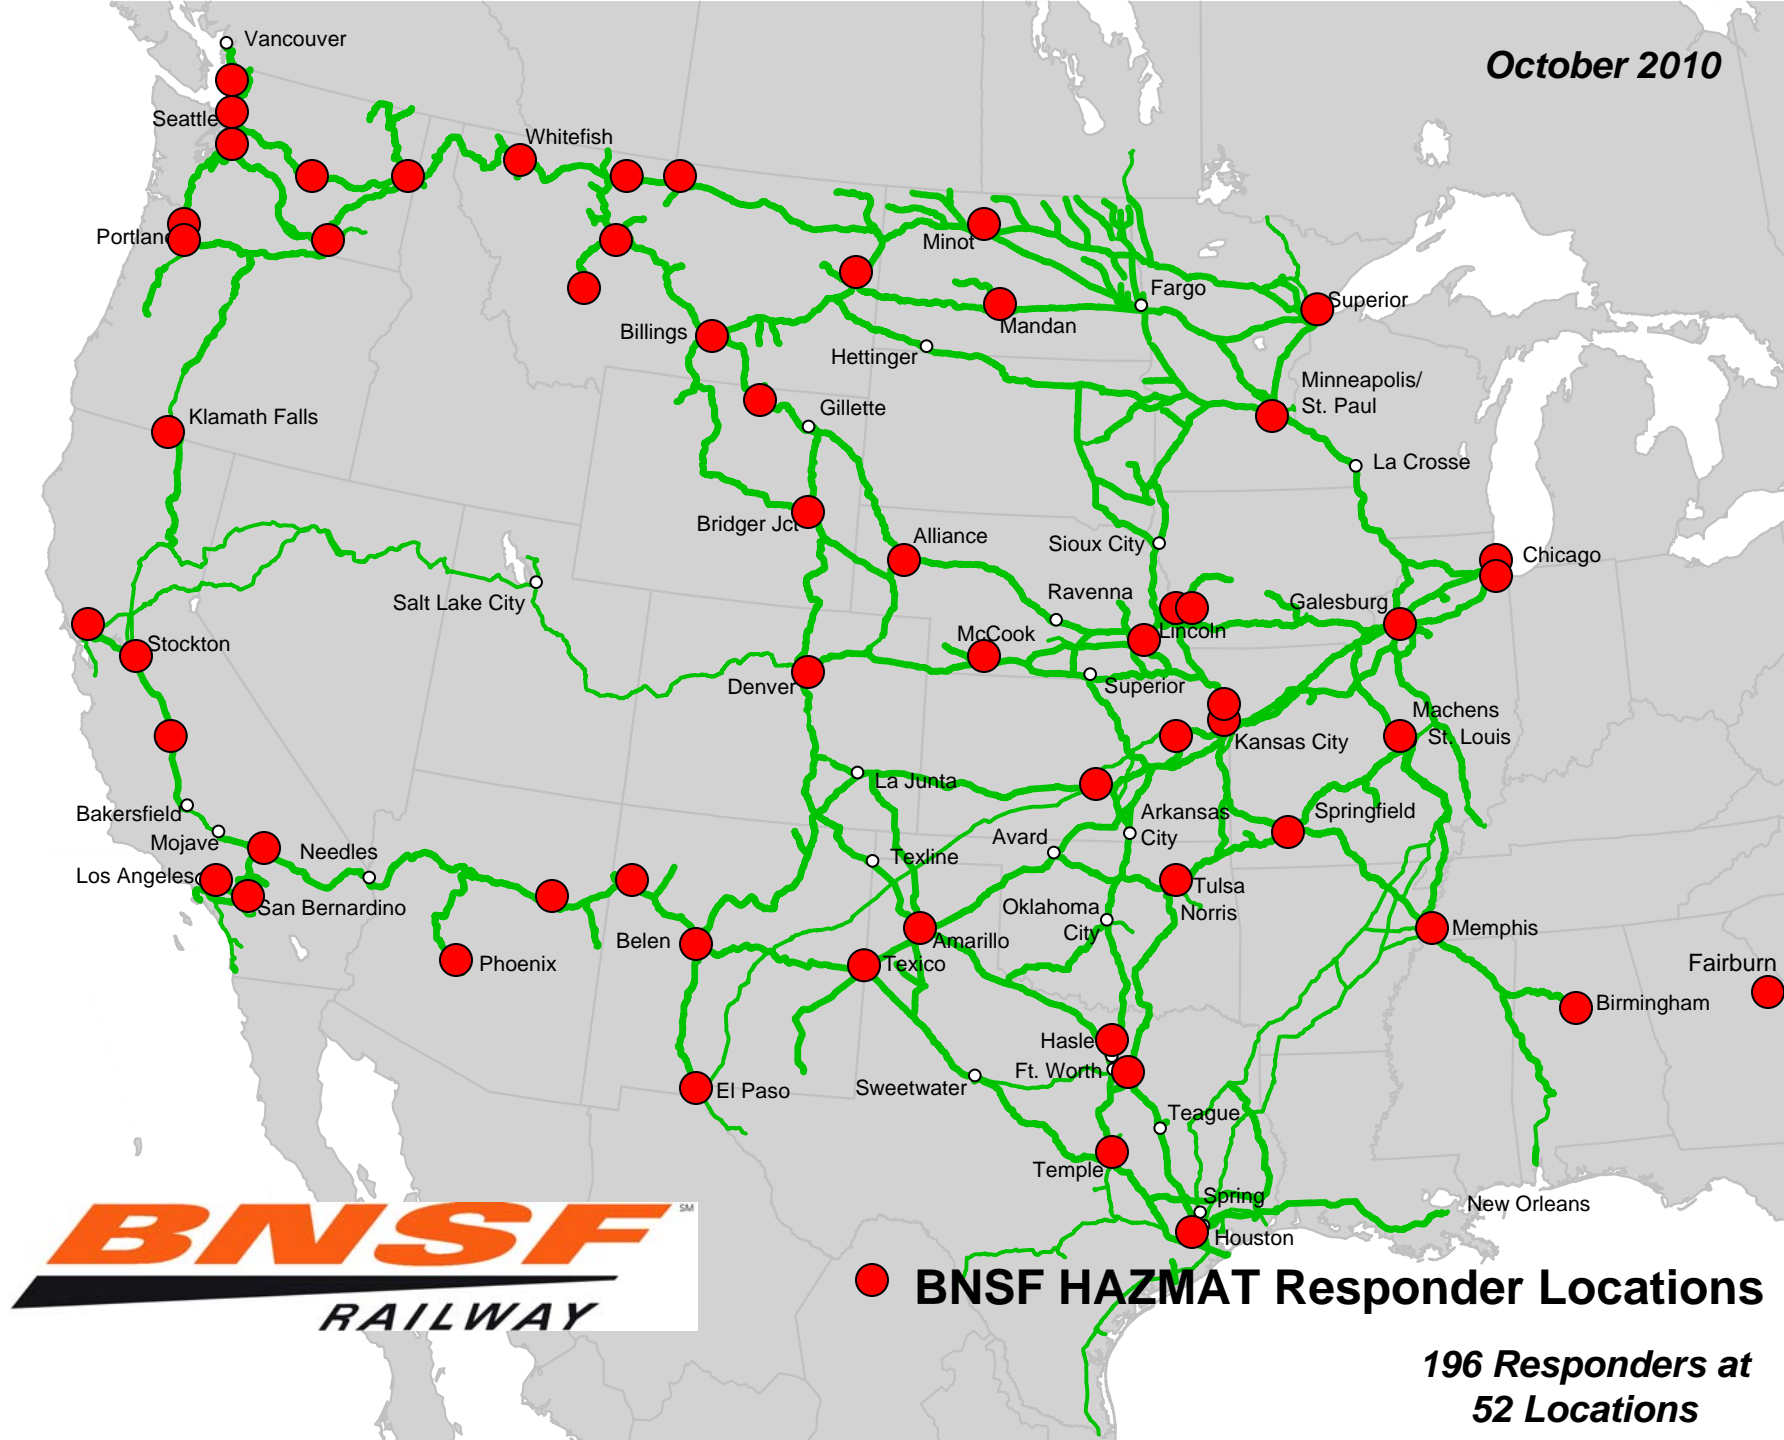 Vancouver
October 2010
Seattle
Whitefish
Portlan
Minot
Fargo
Superior
Mandan
Billings
Hettinger
Minneapolis/
St. Paul
Gillette
Klamath Falls
La Crosse
Bridger Jct
Alliance
Sioux City
Chicago
Salt Lake City
Ravenna
Galesburg
Lincoln
McCook
Stockton
Denver
Superior
Machens
St. Louis
Kansas City
La Junta
Bakersfield
Mojave
Arkansas
City
Springfield
Avard
Needles
Texline
Los Angeles
San Bernardino
Tulsa
Norris
Oklahoma
City
Belen
Amarillo
Memphis
Phoenix
Texico
Fairburn
Birmingham
Hasle
Ft. Worth
El Paso
Sweetwater
Teague
Temple
Spring
New Orleans
Houston
BNSF SM
RAILWAY
BNSF HAZMAT Responder Locations
196 Responders at
52 Locations